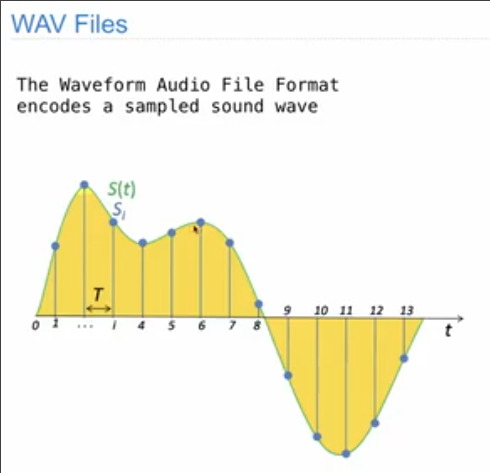 WAV Files
The Waveform Audio File Format
encodes a sampled sound wave
S(t)
Si
T
9 10 11 12 13
0 1 ... i 4 5 6 7 8
t